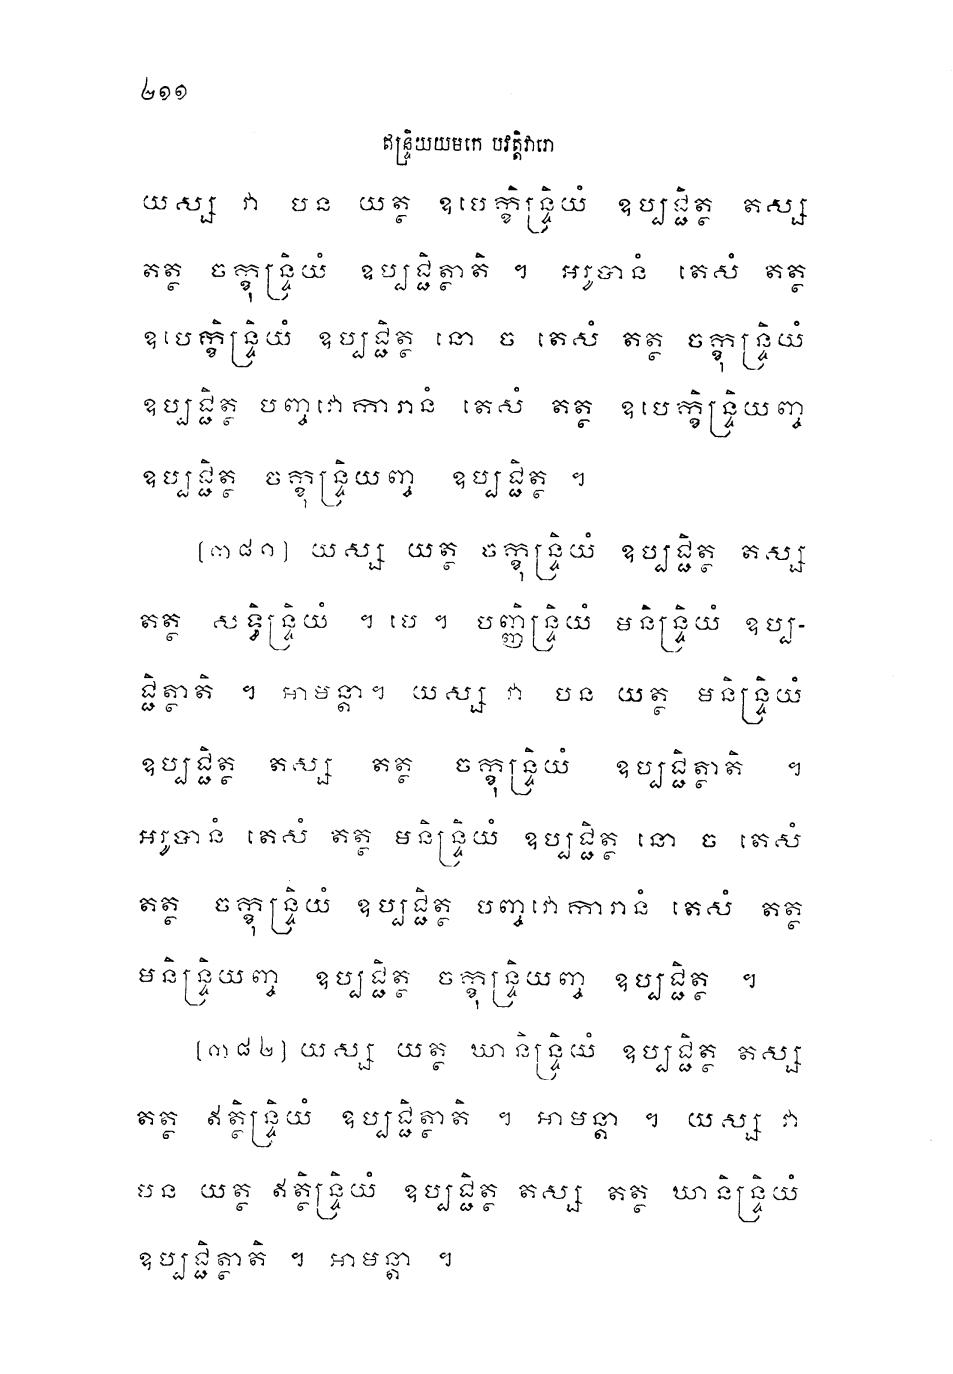 ២១១
ឥន្ទ្រិយយមកេ បវត្តិវារោ
យស្ស វា បន យត្ថ ឧបេក្ខិន្ទ្រិយំ ឧប្បជ្ជិត្ថ តស្ស
តត្ថ ចក្ខុន្ទ្រិយំ ឧប្បជ្ជិត្ថាតិ ។ អរូបានំ តេសំ តត្ថ
ឧបេក្ខិន្ទ្រិយំ ឧប្បជ្ជិត្ថ នោ ច តេសំ តត្ថ ចក្ខុន្ទ្រិយំ
ឧប្បជ្ជិត្ថ បញ្ចវោការានំ តេសំ តត្ថ ឧបេក្ខិន្ទ្រិយញ្ច
ឧប្បជ្ជិត្ថ ចក្ខុន្ទ្រិយញ្ច ឧប្បជ្ជិត្ថ ។
[៣៨១] យស្ស យត្ថ ចក្ខុន្ទ្រិយំ ឧប្បជ្ជិត្ថ តស្ស
តត្ថ សទ្ធិន្ទ្រិយំ ។ បេ ។ បញ្ញិន្ទ្រិយំ មនិន្ទ្រិយំ ឧប្ប-
ជ្ជិត្ថាតិ ។ អាមន្តា។ យស្ស វា បន យត្ថ មនិន្ទ្រិយំ
ឧប្បជ្ជិត្ថ តស្ស តត្ថ ចក្ខុន្ទ្រិយំ ឧប្បជ្ជិត្ថាតិ ។
អរូបានំ តេសំ តត្ថ មនិន្ទ្រិយំ ឧប្បជ្ជិត្ថ នោ ច តេសំ
តត្ថ ចក្ខុន្ទ្រិយំ ឧប្បជ្ជិត្ថ បញ្ចវោការានំ តេសំ តត្ថ
មនិន្ទ្រិយញ្ច ឧប្បជ្ជិត្ថ ចក្ខុន្ទ្រិយញ្ច ឧប្បជ្ជិត្ថ ។
[៣៨២] យស្ស យត្ថ ឃានិន្ទ្រិយំ ឧប្បជ្ជិត្ថ តស្ស
តត្ថ ឥត្ថិន្ទ្រិយំ ឧប្បជ្ជិត្ថាតិ ។ អាមន្តា ។ យស្ស វា
បន យត្ថ ឥត្ថិន្ទ្រិយំ ឧប្បជ្ជិត្ថ តស្ស តត្ថ ឃានិន្ទ្រិយំ
ឧប្បជ្ជិត្ថាតិ ។ អាមន្តា ។